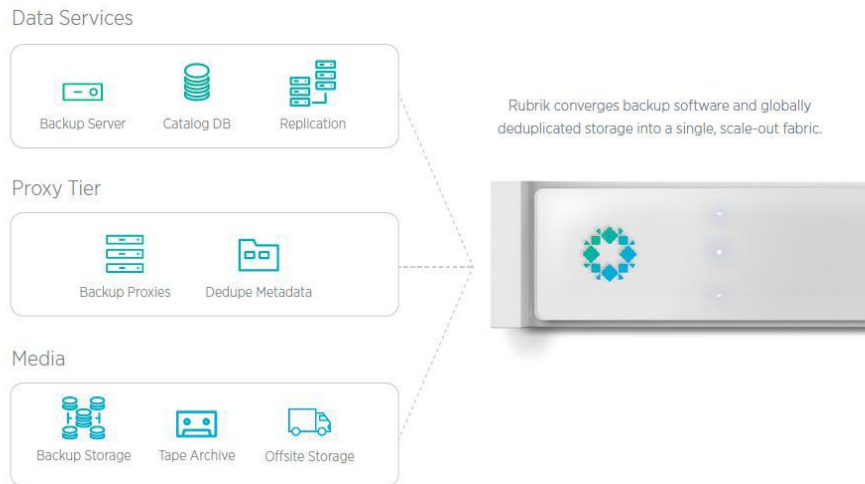 Data Services
Backup Server
Catalog DB
Replication
Rubrik converges backup software and globally
deduplicated storage into a single, scale-out fabric.
Proxy Tier
Backup Proxies
Dedupe Metadata
Media
Backup Storage
Tape Archive
Offsite Storage